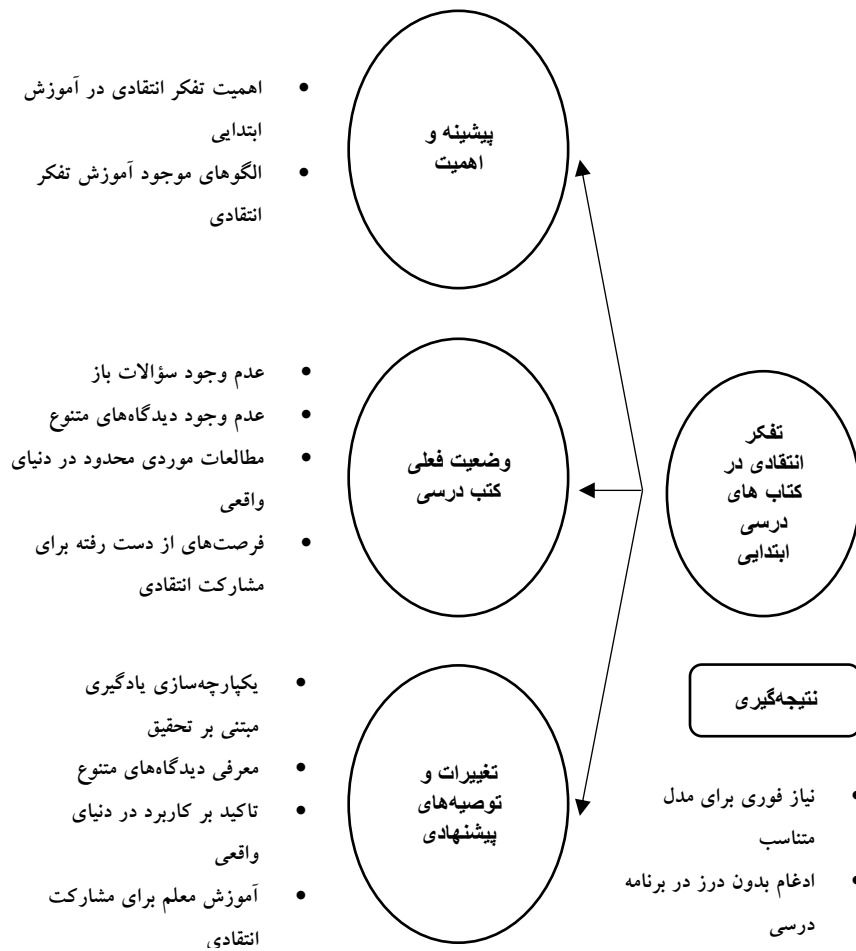 تفکر
انتقادی در
کتاب های
درسی
ابتدایی
پیشینه و
اهمیت
اهمیت تفکر انتقادی در آموزش
ابتدایی
الگوهای موجود آموزش تفکر
انتقادی
وضعیت فعلی
کتب درسی
عدم وجود سؤالات باز
عدم وجود دیدگاه‌های متنوع
مطالعات موردی محدود در دنیای
واقعی
فرصت‌های از دست رفته برای
مشارکت انتقادی
تغییرات و
توصیه‌های
پیشنهادی
یکپارچه‌سازی یادگیری
مبتنی بر تحقیق
معرفی دیدگاه‌های متنوع
تاکید بر کاربرد در دنیای
واقعی
آموزش معلم برای مشارکت
انتقادی
نتیجه‌گیری
نیاز فوری برای مدل
متناسب
ادغام بدون درز در برنامه
درسی